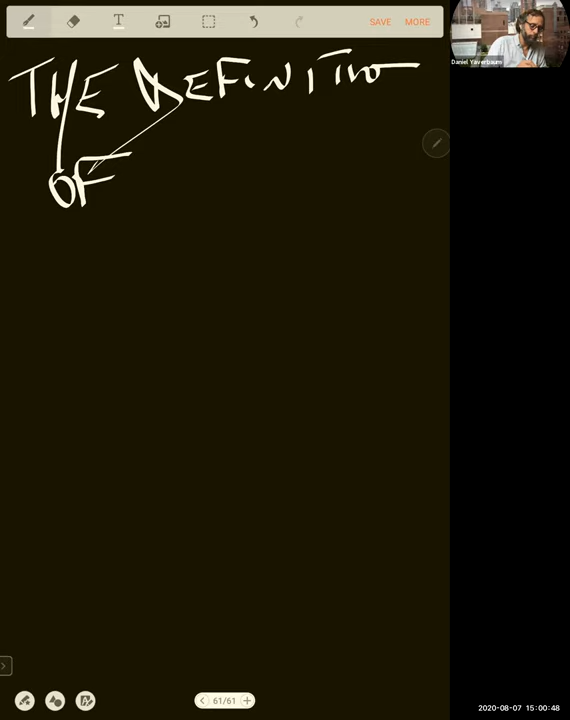 SAVE MORE
THE DEFINITIO
OF
Daniel Yaverbaum
61/61
2020-08-07 15:00:48